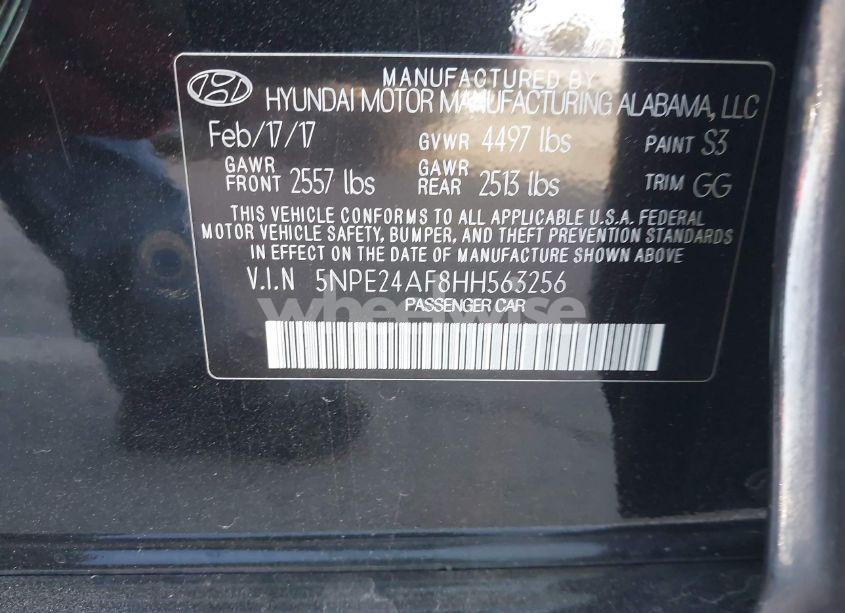 MANUFACTURED BY
HYUNDAI MOTOR MANUFACTURING ALABAMA, LLC
Feb/17/17 GVWR 4497 lbs PAINT S3
GAWR FRONT 2557 lbs GAWR REAR 2513 lbs TRIM GG
THIS VEHICLE CONFORMS TO ALL APPLICABLE U.S.A. FEDERAL
MOTOR VEHICLE SAFETY, BUMPER, AND THEFT PREVENTION STANDARDS
IN EFFECT ON THE DATE OF MANUFACTURE SHOWN ABOVE
V.I.N 5NPE24AF8HH563256
PASSENGER CAR
wheelwise